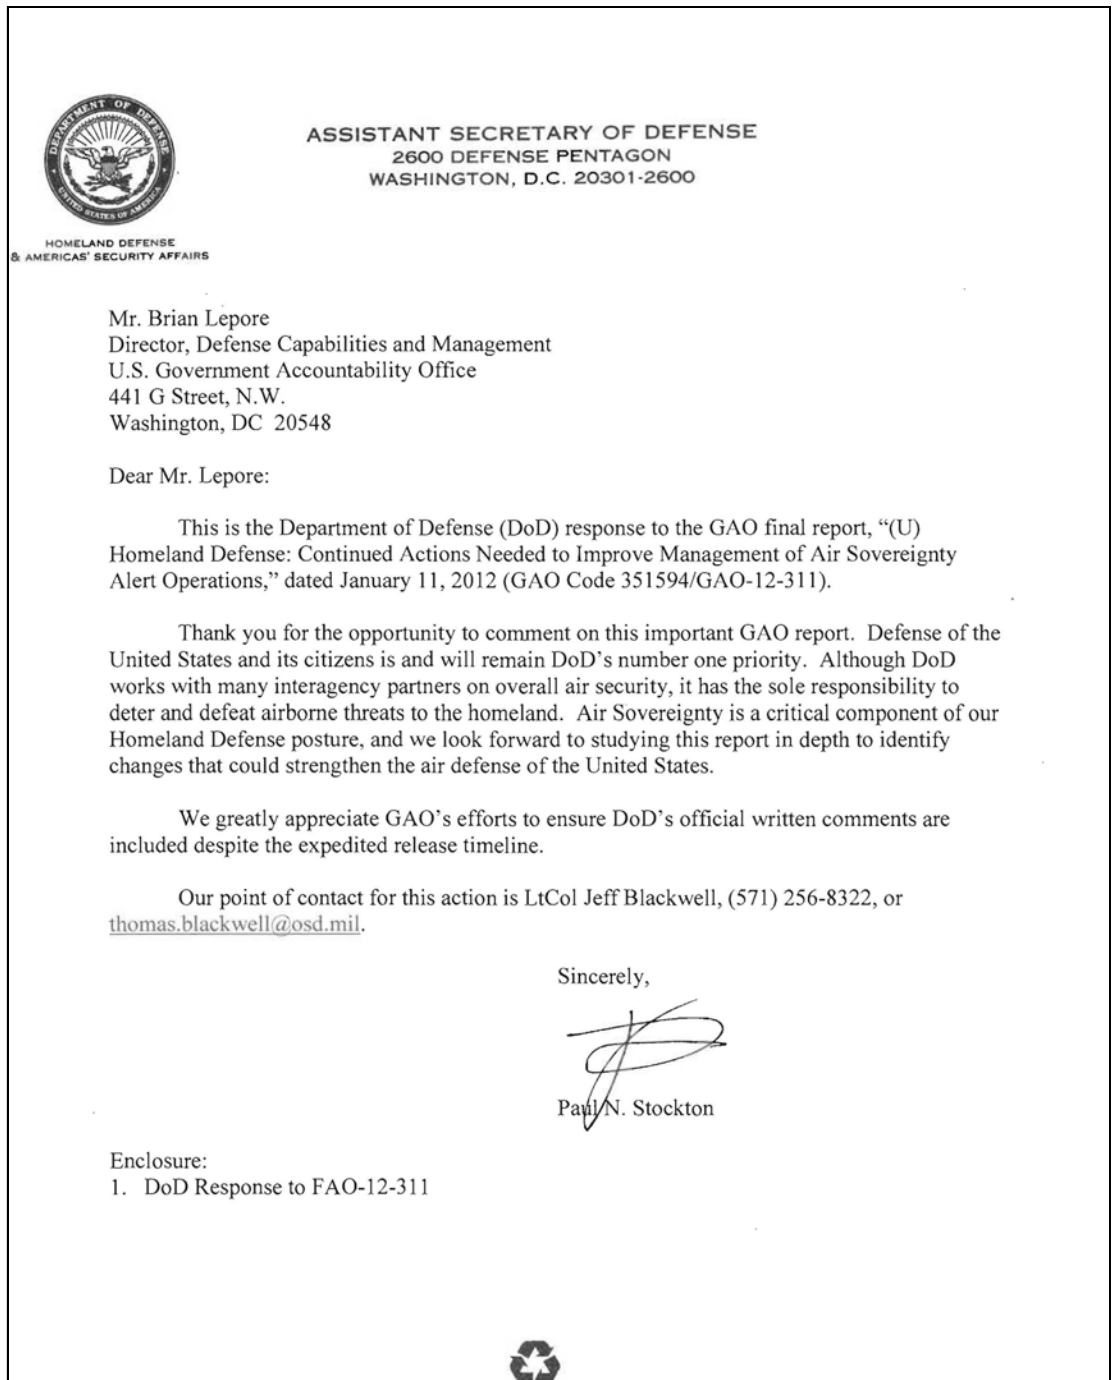 DEPARTMENT OF DEFENSE
UNITED STATES OF AMERICA
ASSISTANT SECRETARY OF DEFENSE
2600 DEFENSE PENTAGON
WASHINGTON, D.C. 20301-2600
HOMELAND DEFENSE
& AMERICAS' SECURITY AFFAIRS
Mr. Brian Lepore
Director, Defense Capabilities and Management
U.S. Government Accountability Office
441 G Street, N.W.
Washington, DC 20548
Dear Mr. Lepore:
This is the Department of Defense (DoD) response to the GAO final report, “(U)
Homeland Defense: Continued Actions Needed to Improve Management of Air Sovereignty
Alert Operations,” dated January 11, 2012 (GAO Code 351594/GAO-12-311).
Thank you for the opportunity to comment on this important GAO report. Defense of the
United States and its citizens is and will remain DoD’s number one priority. Although DoD
works with many interagency partners on overall air security, it has the sole responsibility to
deter and defeat airborne threats to the homeland. Air Sovereignty is a critical component of our
Homeland Defense posture, and we look forward to studying this report in depth to identify
changes that could strengthen the air defense of the United States.
We greatly appreciate GAO’s efforts to ensure DoD’s official written comments are
included despite the expedited release timeline.
Our point of contact for this action is LtCol Jeff Blackwell, (571) 256-8322, or
thomas.blackwell@osd.mil.
Sincerely,
Paul N. Stockton
Enclosure:
1. DoD Response to FAO-12-311